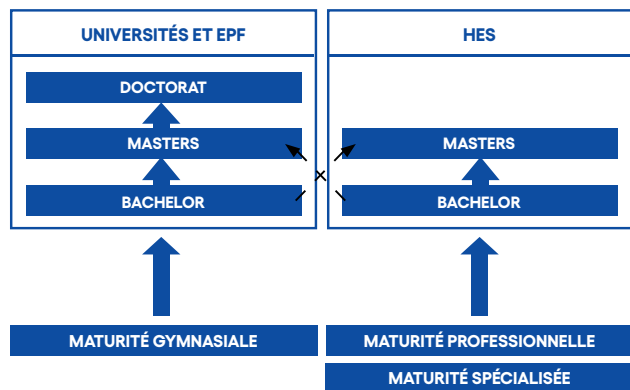 UNIVERSITÉS ET EPF
DOCTORAT
MASTERS
BACHELOR
MATURITÉ GYMNASIALE
HES
MASTERS
BACHELOR
MATURITÉ PROFESSIONNELLE
MATURITÉ SPÉCIALISÉE